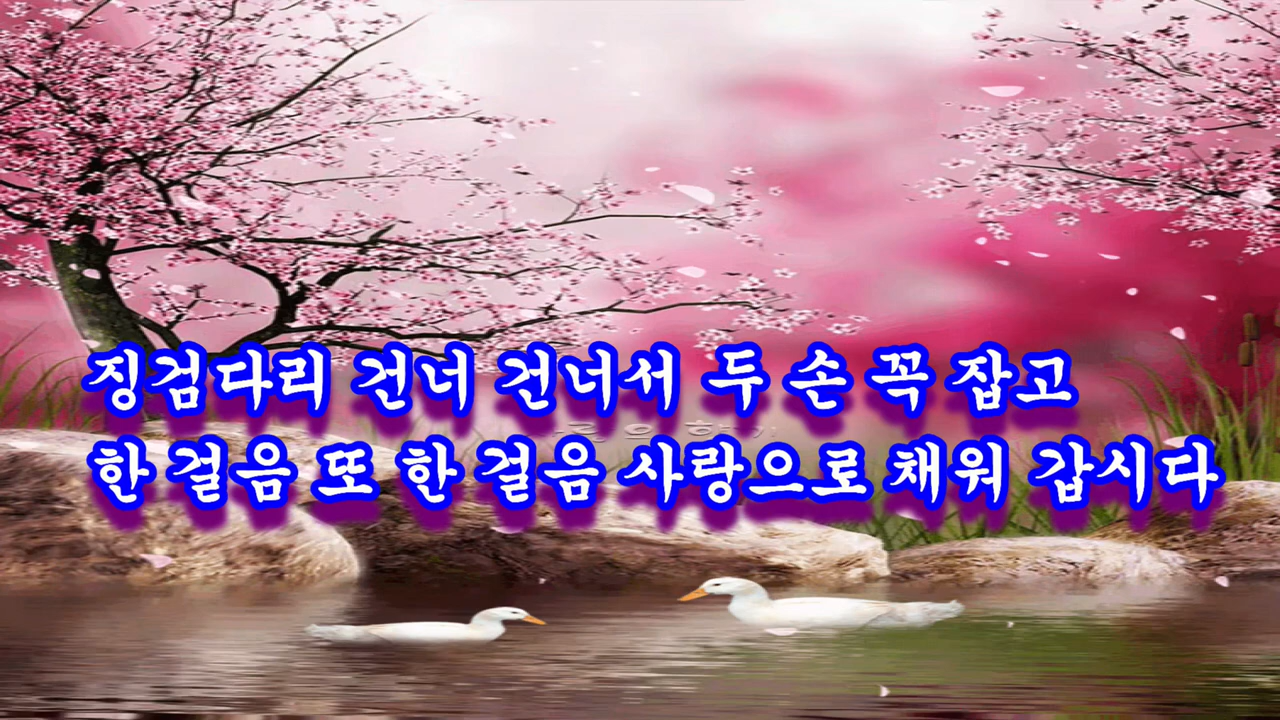 징검다리 건너 건너서 두 손 꼭 잡고
한 걸음 또 한 걸음 사랑으로 채워 갑시다